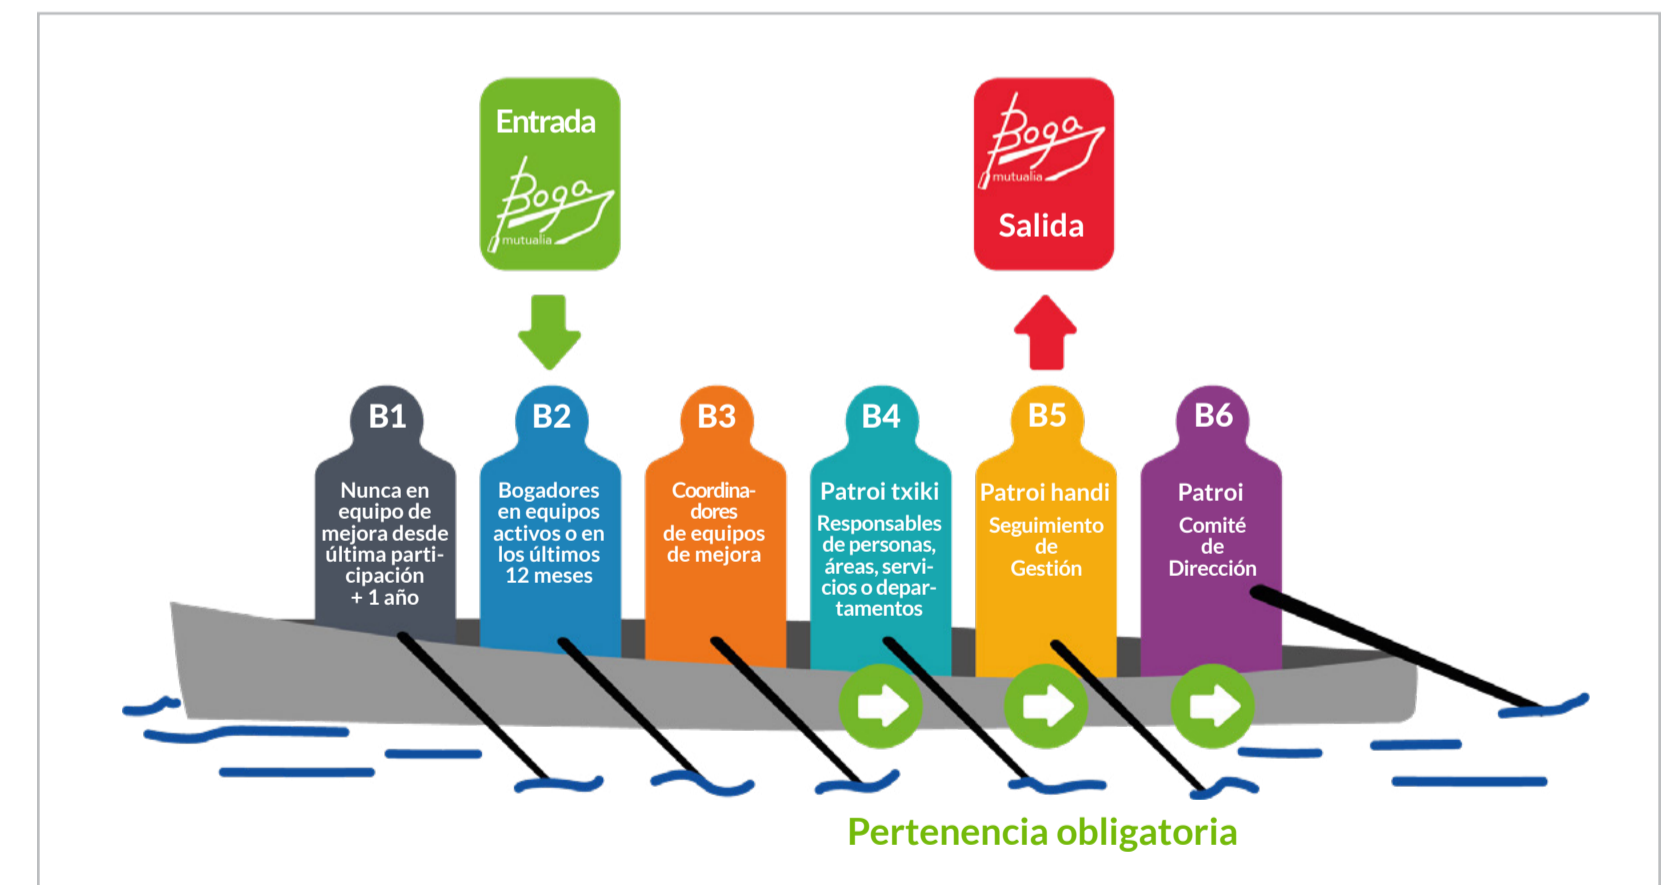 Entrada
Boga
mutualia
Boga
mutualia
Salida
B1
Nunca en
equipo de
mejora desde
última parti-
cipación
+ 1 año
B2
Bogadores
en equipos
activos o en
los últimos
12 meses
B3
Coordina-
dores
de equipos
de mejora
B4
Patroi txiki
Responsables
de personas,
áreas, servi-
cios o depar-
tamentos
B5
Patroi handi
Seguimiento
de
Gestión
B6
Patroi
Comité
de
Dirección
Pertenencia obligatoria